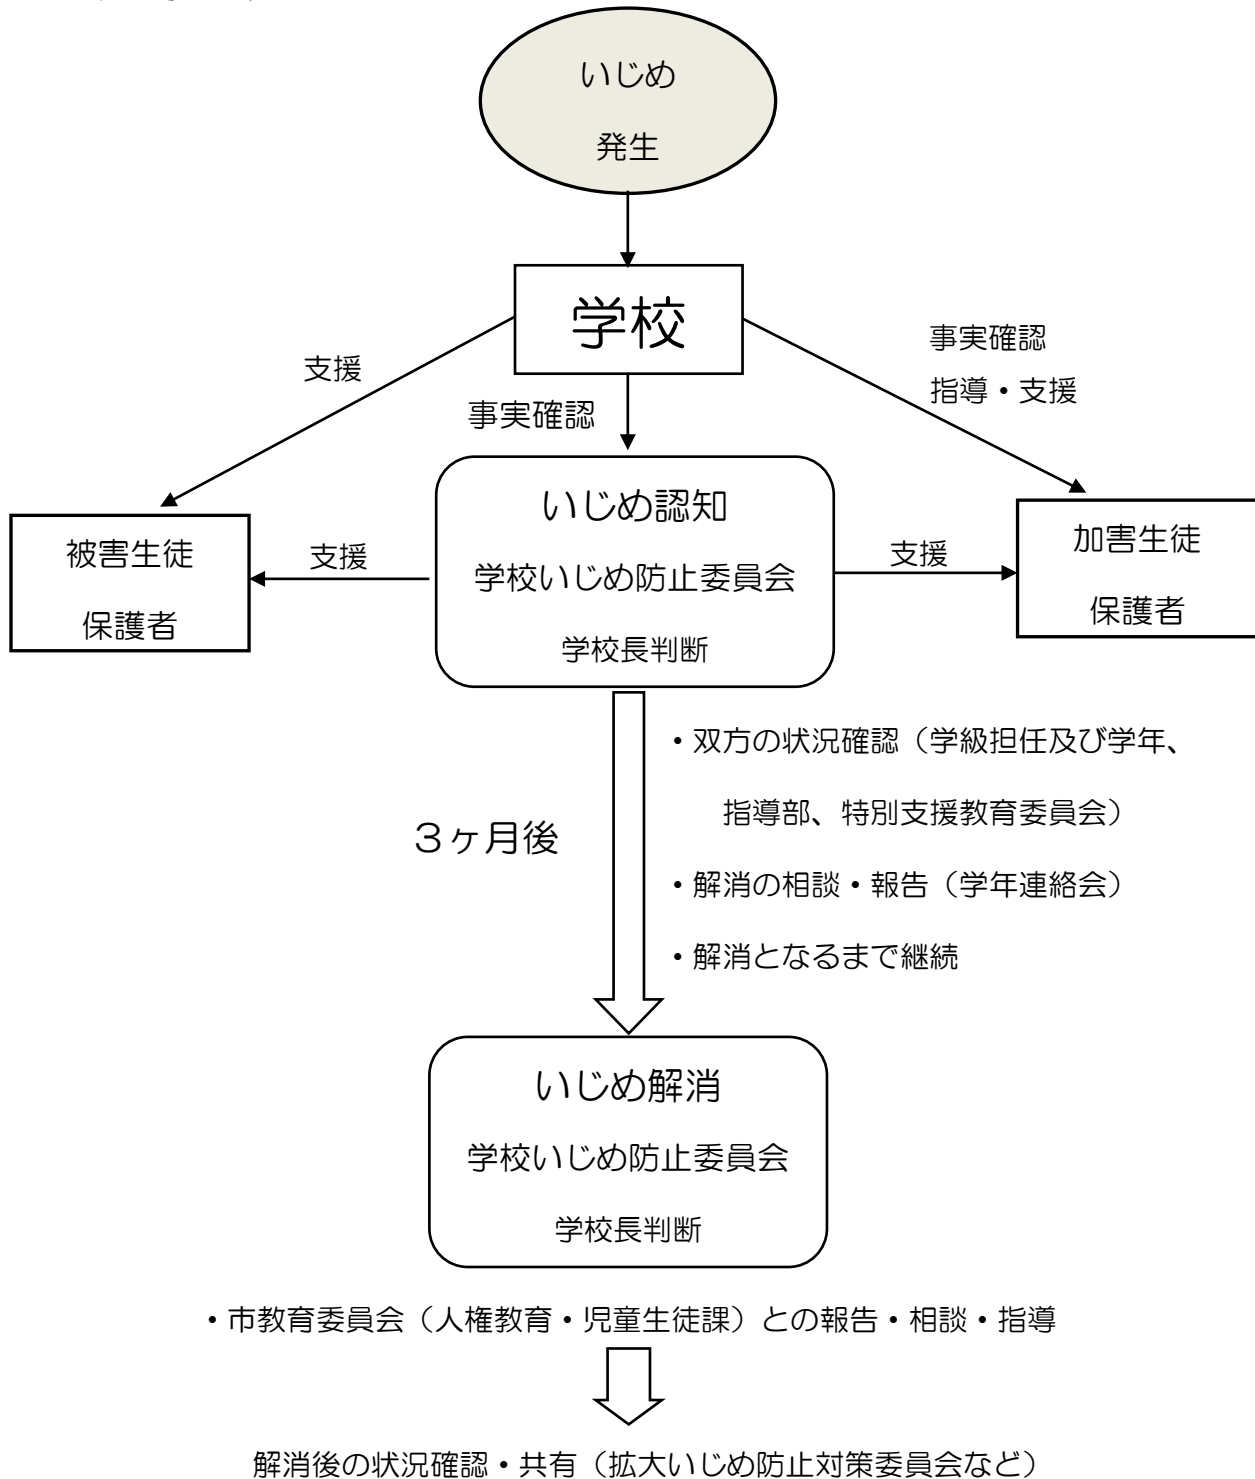 いじめ
発生
学校
支援
事実確認
事実確認
指導・支援
いじめ認知
学校いじめ防止委員会
学校長判断
被害生徒
保護者
支援
支援
加害生徒
保護者
・双方の状況確認（学級担任及び学年、
指導部、特別支援教育委員会）
３ヶ月後
・解消の相談・報告（学年連絡会）
・解消となるまで継続
いじめ解消
学校いじめ防止委員会
学校長判断
・市教育委員会（人権教育・児童生徒課）との報告・相談・指導
解消後の状況確認・共有（拡大いじめ防止対策委員会など）